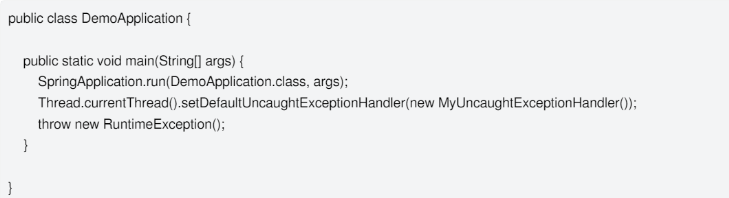 public class DemoApplication {
public static void main(String[] args) {
SpringApplication.run(DemoApplication.class, args);
Thread.currentThread().setDefaultUncaughtExceptionHandler(new MyUncaughtExceptionHandler());
throw new RuntimeException();
}
}